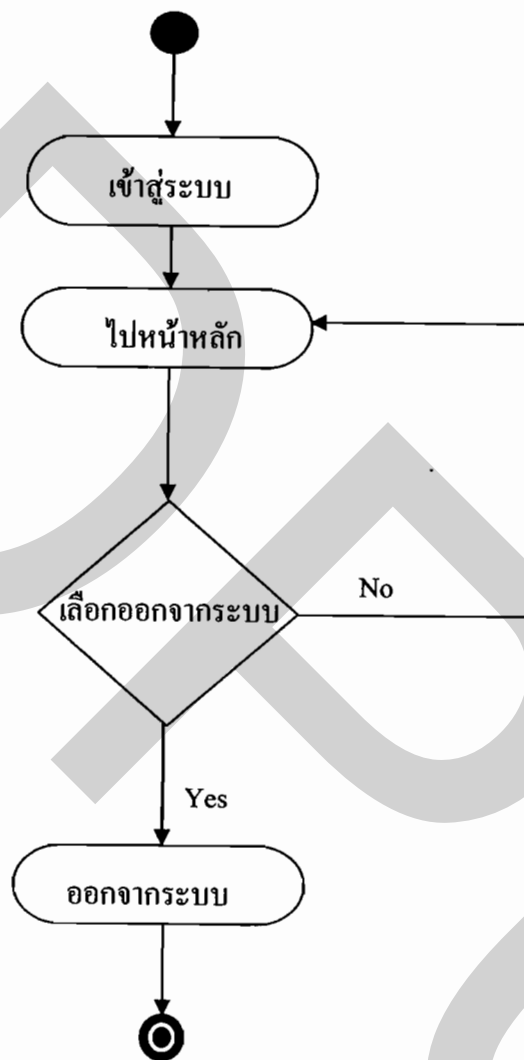 เข้าสู่ระบบ
ไปหน้าหลัก
เลือกออกจากระบบ
No
Yes
ออกจากระบบ